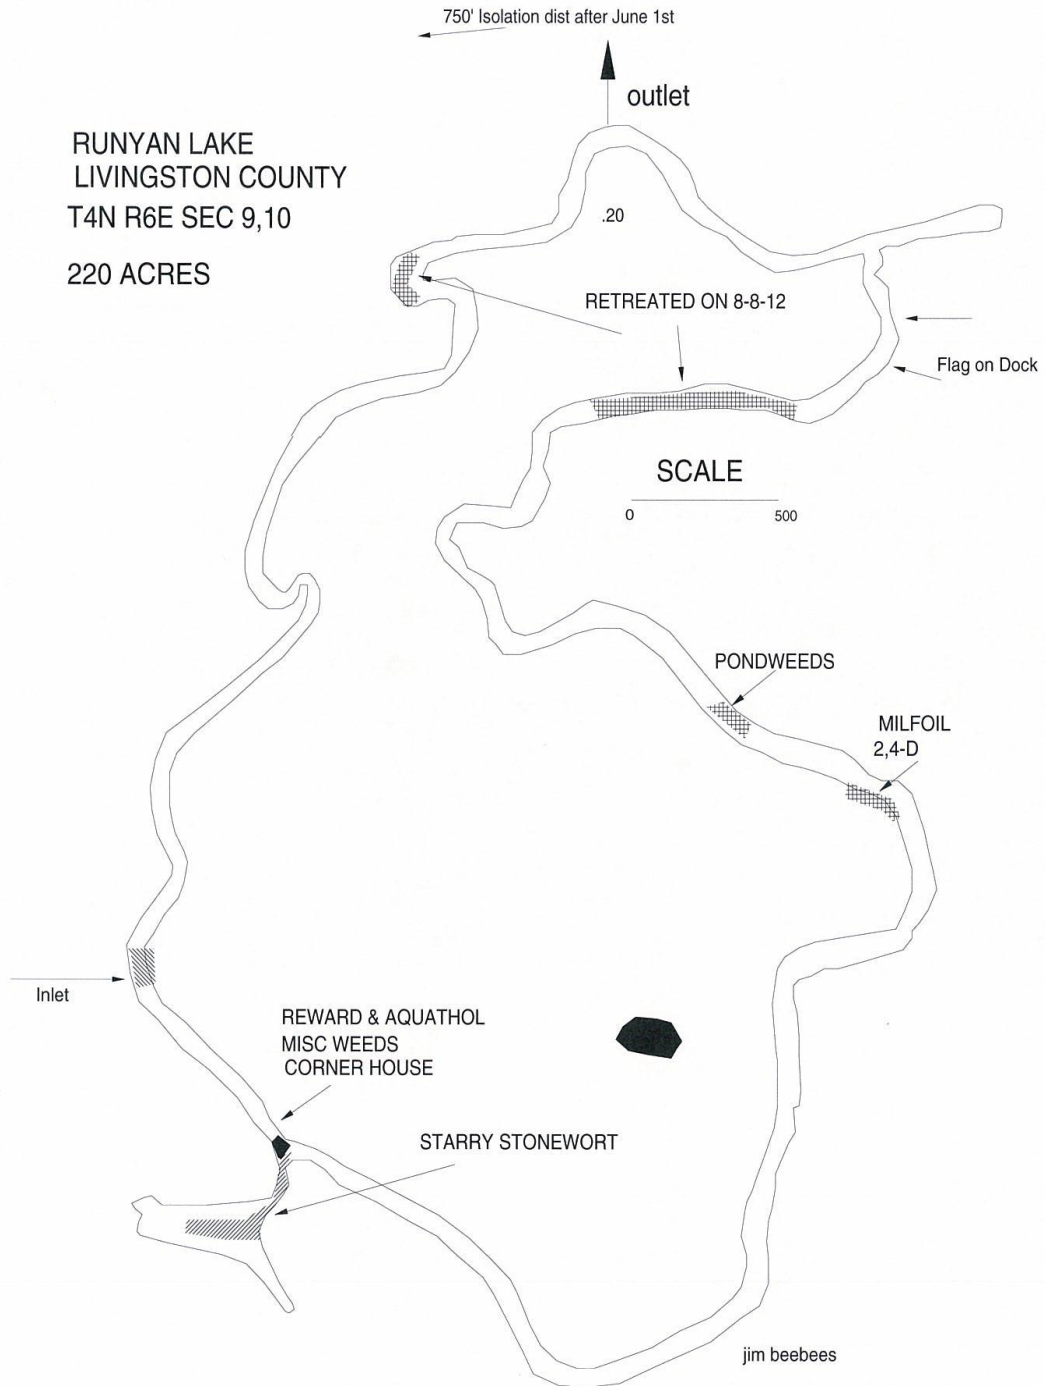 750' Isolation dist after June 1st
outlet
RUNYAN LAKE
LIVINGSTON COUNTY
T4N R6E SEC 9,10
220 ACRES
.20
RETREATED ON 8-8-12
Flag on Dock
SCALE
0 500
PONDWEEDS
MILFOIL
2,4-D
Inlet
REWARD & AQUATHOL
MISC WEEDS
CORNER HOUSE
STARRY STONEWORT
jim beebees